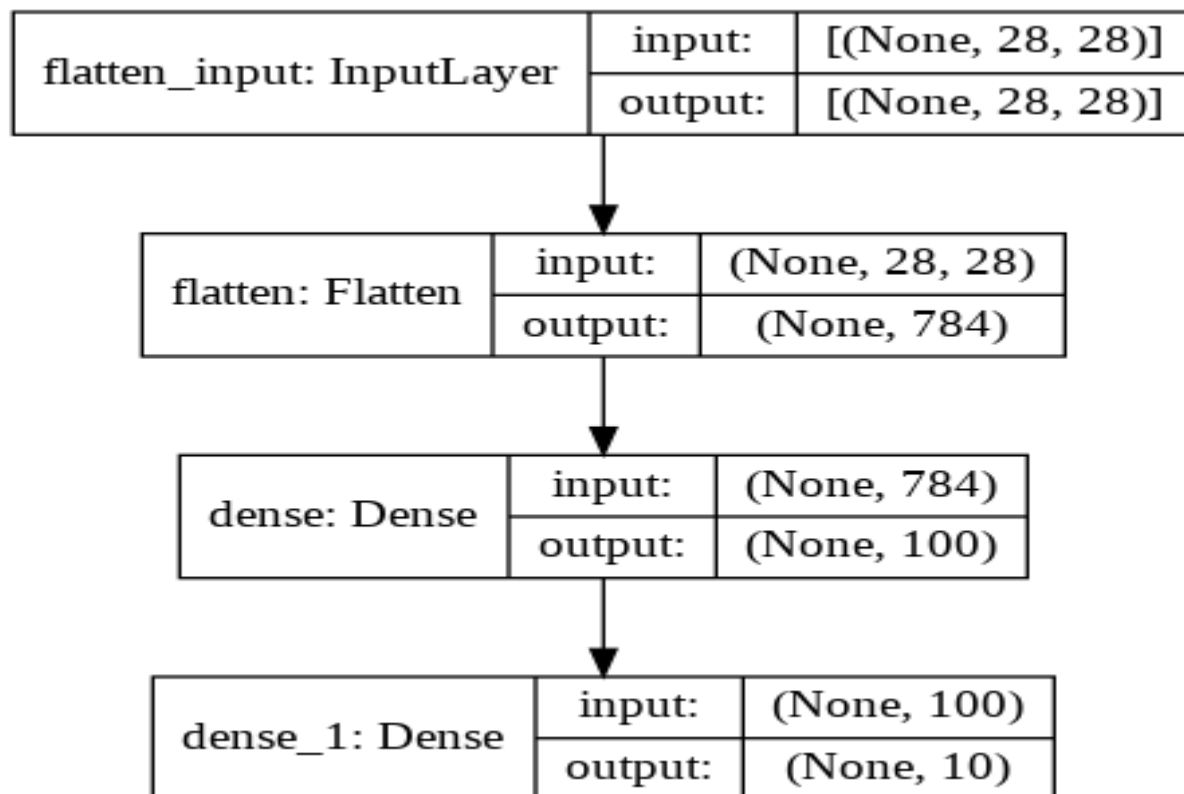 flatten_input: InputLayer
input: [(None, 28, 28)]
output: [(None, 28, 28)]
flatten: Flatten
input: (None, 28, 28)
output: (None, 784)
dense: Dense
input: (None, 784)
output: (None, 100)
dense_1: Dense
input: (None, 100)
output: (None, 10)